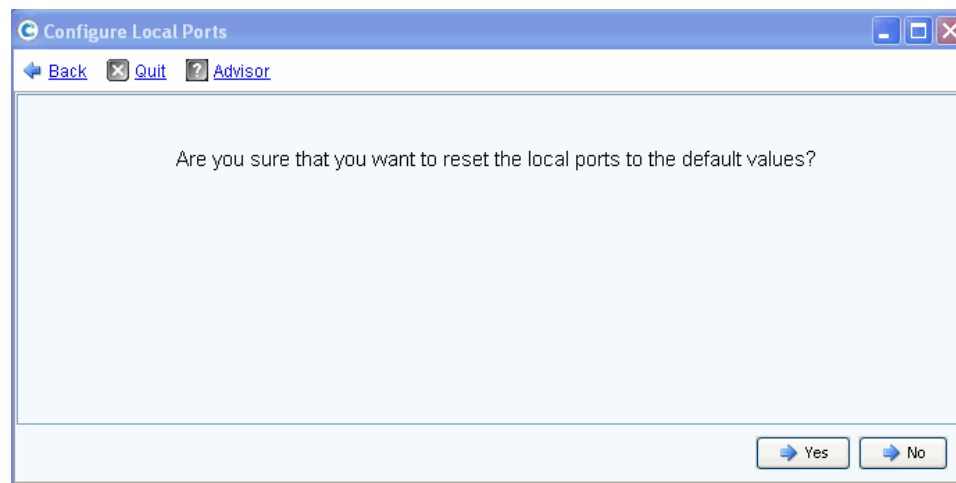 Configure Local Ports
Back Quit Advisor
Are you sure that you want to reset the local ports to the default values?
Yes No